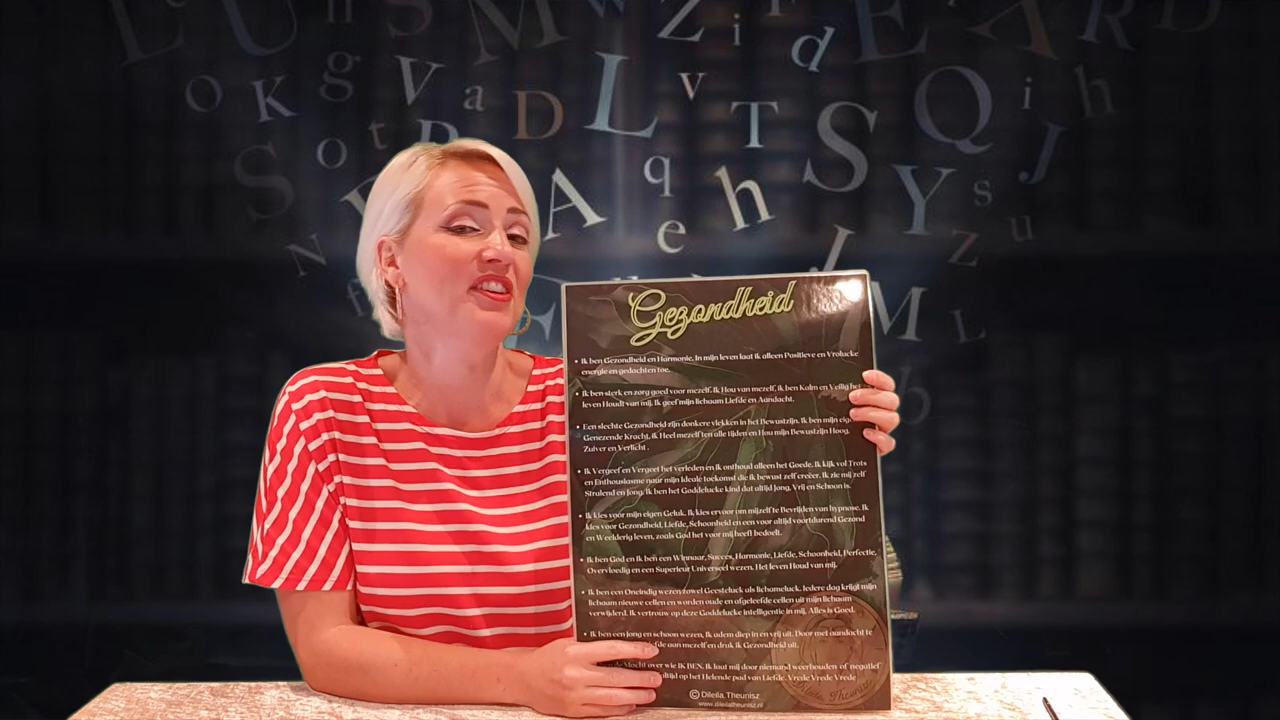 Gezondheid
• Ik ben Gezondheid en Harmonie. In mijn leven laat ik alleen Positieve en Vrolucke
energie en gedachten toe.
• Ik ben sterk en zorg goed voor mezelf. Ik Hou van mezelf, ik ben Kalm en Veilig het
leven Houdt van mij. Ik geef mijn lichaam Liefde en Aandacht.
• Een slechte Gezondheid zijn donkere vlekken in het Bewustzijn. Ik ben mijn
Genezende Kracht, ik Heel mezelf ten alle tijden en Hou mijn Bewustzijn Hoog,
Zuiver en Verlicht .
• Ik Vergeef en Vergeet het verleden en ik onthoud alleen het Goede. Ik kijk vol Trots
en Enthousiasme naar mijn Ideale toekomst die ik bewust zelf creëer. Ik zie mij zelf
Stralend en Jong. Ik ben het Goddelucke kind dat altijd Jong, Vrij en Schoon is.
• Ik kies voor mijn eigen Geluk. Ik kies ervoor om mijzelf te Bevrijden van hypnose. Ik
kies voor Gezondheid, Liefde, Schoonheid en een voor altijd voortdurend Gezond
en Weelderig leven, zoals God het voor mij heeft bedoelt.
• Ik ben God en Ik ben een Winnaar, Succes, Harmonie, Liefde, Schoonheid, Perfectie,
Overvloedig en een Superieur Universeel wezen. Het leven Houd van mij.
• Ik ben een Oneindig wezen zowel Geesteluck als lichameluck. Iedere dag krijgt mijn
lichaam nieuwe cellen en worden oude en afgeleefde cellen uit mijn lichaam
verwijderd. Ik vertrouw op deze Goddelucke intelligentie in mij. Alles is Goed.
• Ik ben een jong en schoon wezen, Ik adem diep in en vrij uit. Door met aandacht te
aan mezelf en druk ik Gezondheid uit.
de Macht over wie IK BEN. Ik laat mij door niemand weerhouden of negatief
altijd op het Helende pad van Liefde. Vrede Vrede Vrede
© Dileila Theunisz
www.dileilatheunisz.nl